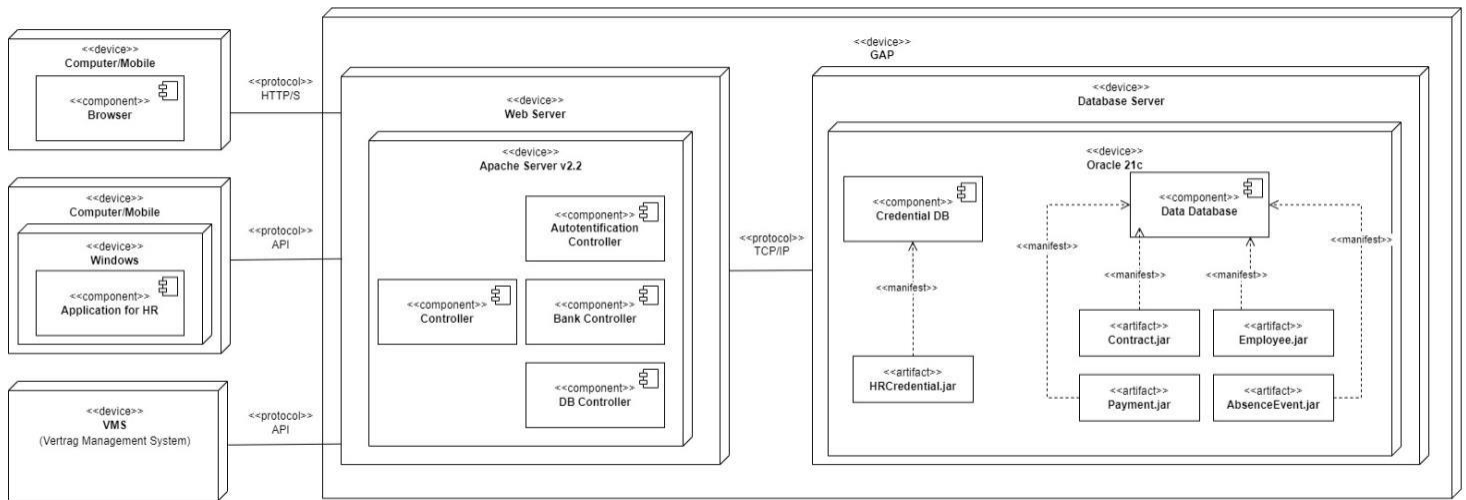 <<device>>
GAP
<<device>>
Computer/Mobile
<<component>>
Browser
<<protocol>>
HTTP/S
<<device>>
Computer/Mobile
<<device>>
Windows
<<component>>
Application for HR
<<protocol>>
API
<<device>>
VMS
(Vertrag Management System)
<<protocol>>
API
<<device>>
Web Server
<<device>>
Apache Server v2.2
<<component>>
Autotentification
Controller
<<component>>
Controller
<<component>>
Bank Controller
<<component>>
DB Controller
<<protocol>>
TCP/IP
<<device>>
Database Server
<<device>>
Oracle 21c
<<component>>
Credential DB
<<component>>
Data Database
<<manifest>>
<<manifest>>
<<manifest>>
<<manifest>>
<<manifest>>
<<artifact>>
HRCredential.jar
<<artifact>>
Contract.jar
<<artifact>>
Employee.jar
<<artifact>>
Payment.jar
<<artifact>>
AbsenceEvent.jar